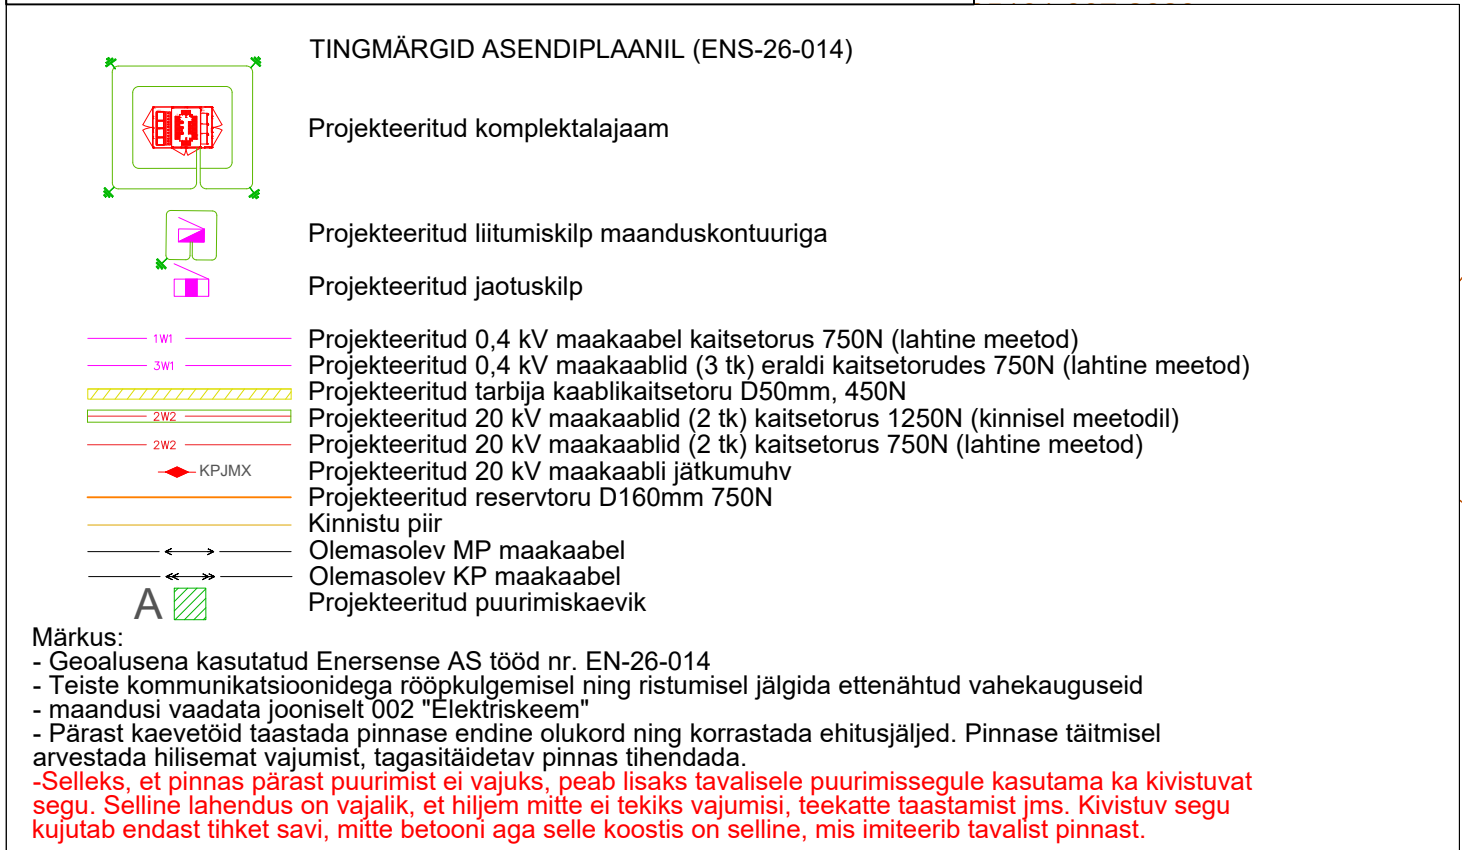 TINGMÄRGID ASENDIPLAANIL (ENS-26-014)
Projekteeritud komplektalajaam
Projekteeritud liitumiskilp maanduskontuuriga
Projekteeritud jaotuskilp
1W1 Projekteeritud 0,4 kV maakaabel kaitsetorus 750N (lahtine meetod)
3W1 Projekteeritud 0,4 kV maakaablid (3 tk) eraldi kaitsetorudes 750N (lahtine meetod)
Projekteeritud tarbija kaablikaitsetoru D50mm, 450N
2W2 Projekteeritud 20 kV maakaablid (2 tk) kaitsetorus 1250N (kinnisel meetodil)
2W2 Projekteeritud 20 kV maakaablid (2 tk) kaitsetorus 750N (lahtine meetod)
KPJMX Projekteeritud 20 kV maakaabli jätkumuhv
Projekteeritud reservtoru D160mm 750N
Kinnistu piir
Olemasolev MP maakaabel
Olemasolev KP maakaabel
A Projekteeritud puurimiskaevik
Märkus:
- Geoalusena kasutatud Enersense AS tööd nr. EN-26-014
- Teiste kommunikatsioonidega rööpkulgemisel ning ristumisel jälgida ettenähtud vahekauguseid
- maandusi vaadata jooniselt 002 "Elektriskeem"
- Pärast kaevetöid taastada pinnase endine olukord ning korrastada ehitusjäljed. Pinnase täitmisel
arvestada hilisemat vajumist, tagasitäidetav pinnas tihendada.
-Selleks, et pinnas pärast puurimist ei vajuks, peab lisaks tavalisele puurimissegule kasutama ka kivistuvat
segu. Selline lahendus on vajalik, et hiljem mitte ei tekiks vajumisi, teekatte taastamist jms. Kivistuv segu
kujutab endast tihket savi, mitte betooni aga selle koostis on selline, mis imiteerib tavalist pinnast.